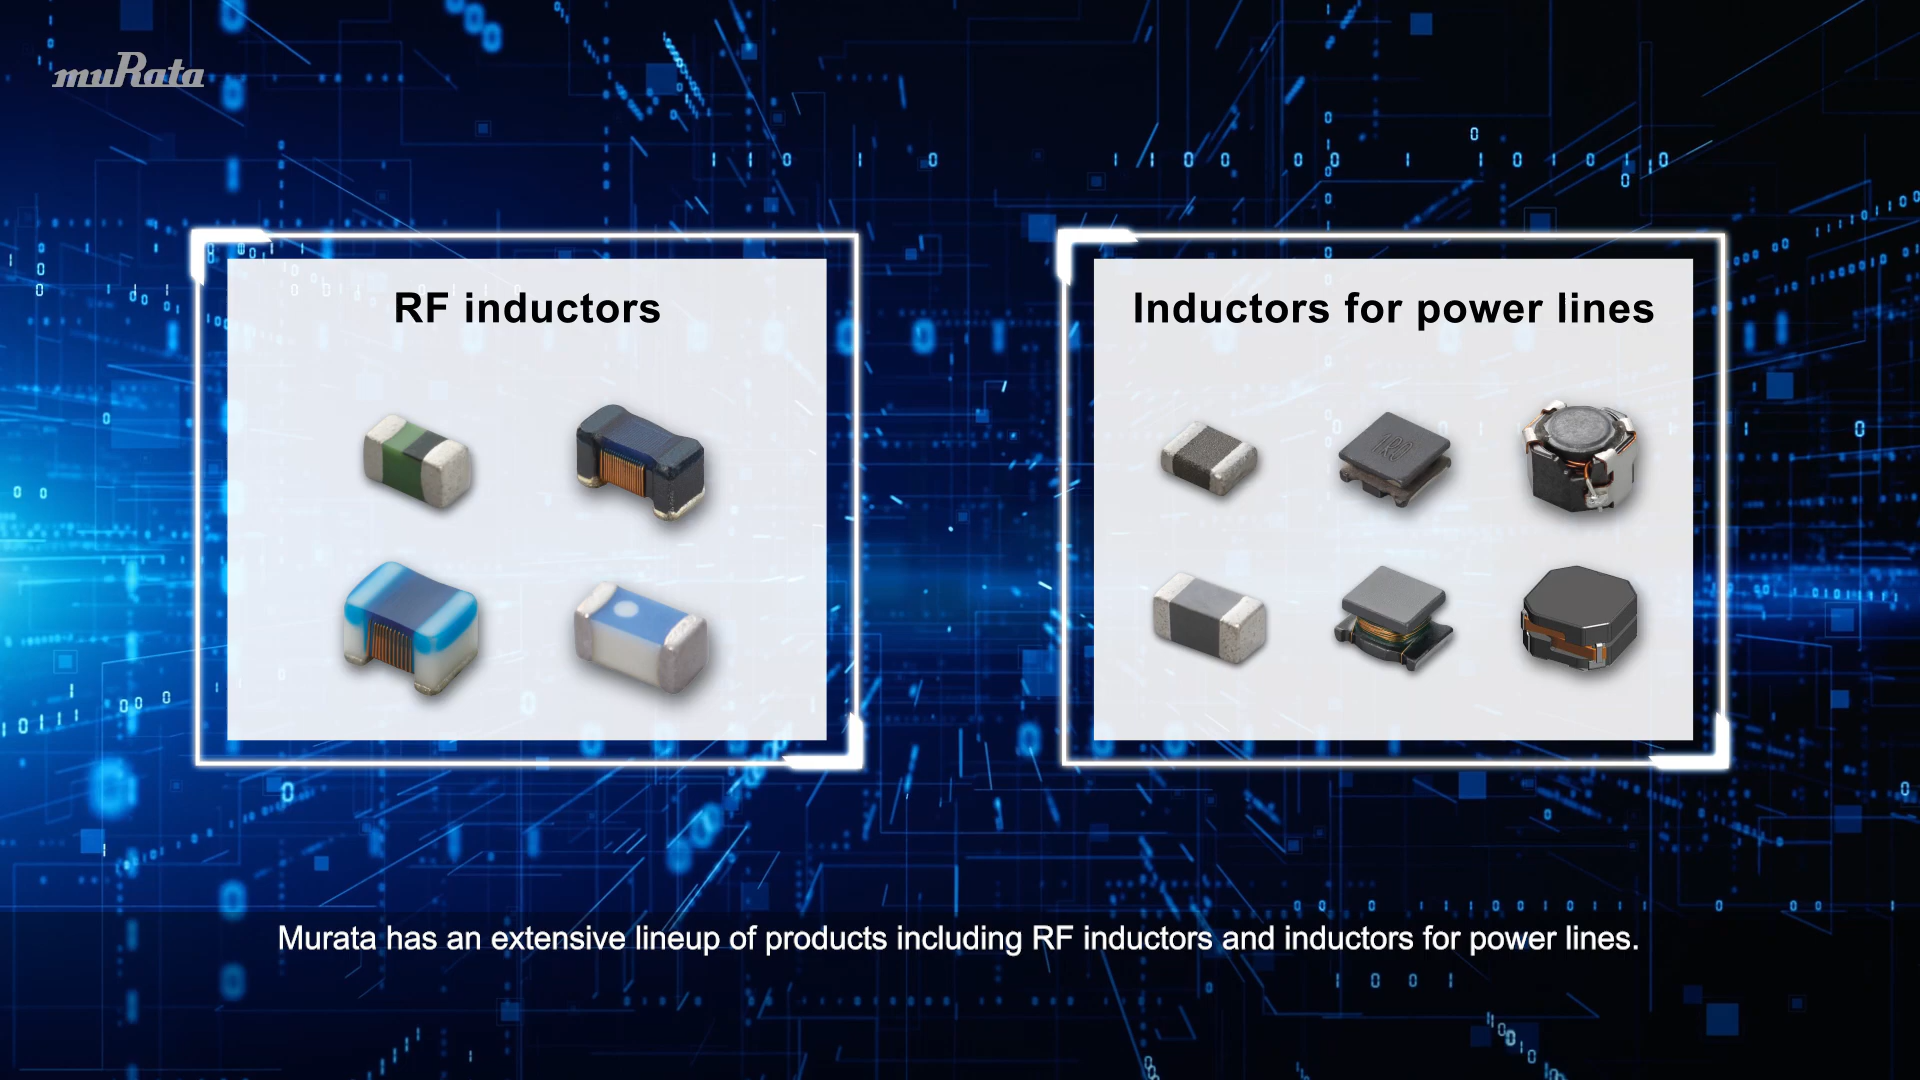 muRata
RF inductors
Inductors for power lines
1R0
Murata has an extensive lineup of products including RF inductors and inductors for power lines.